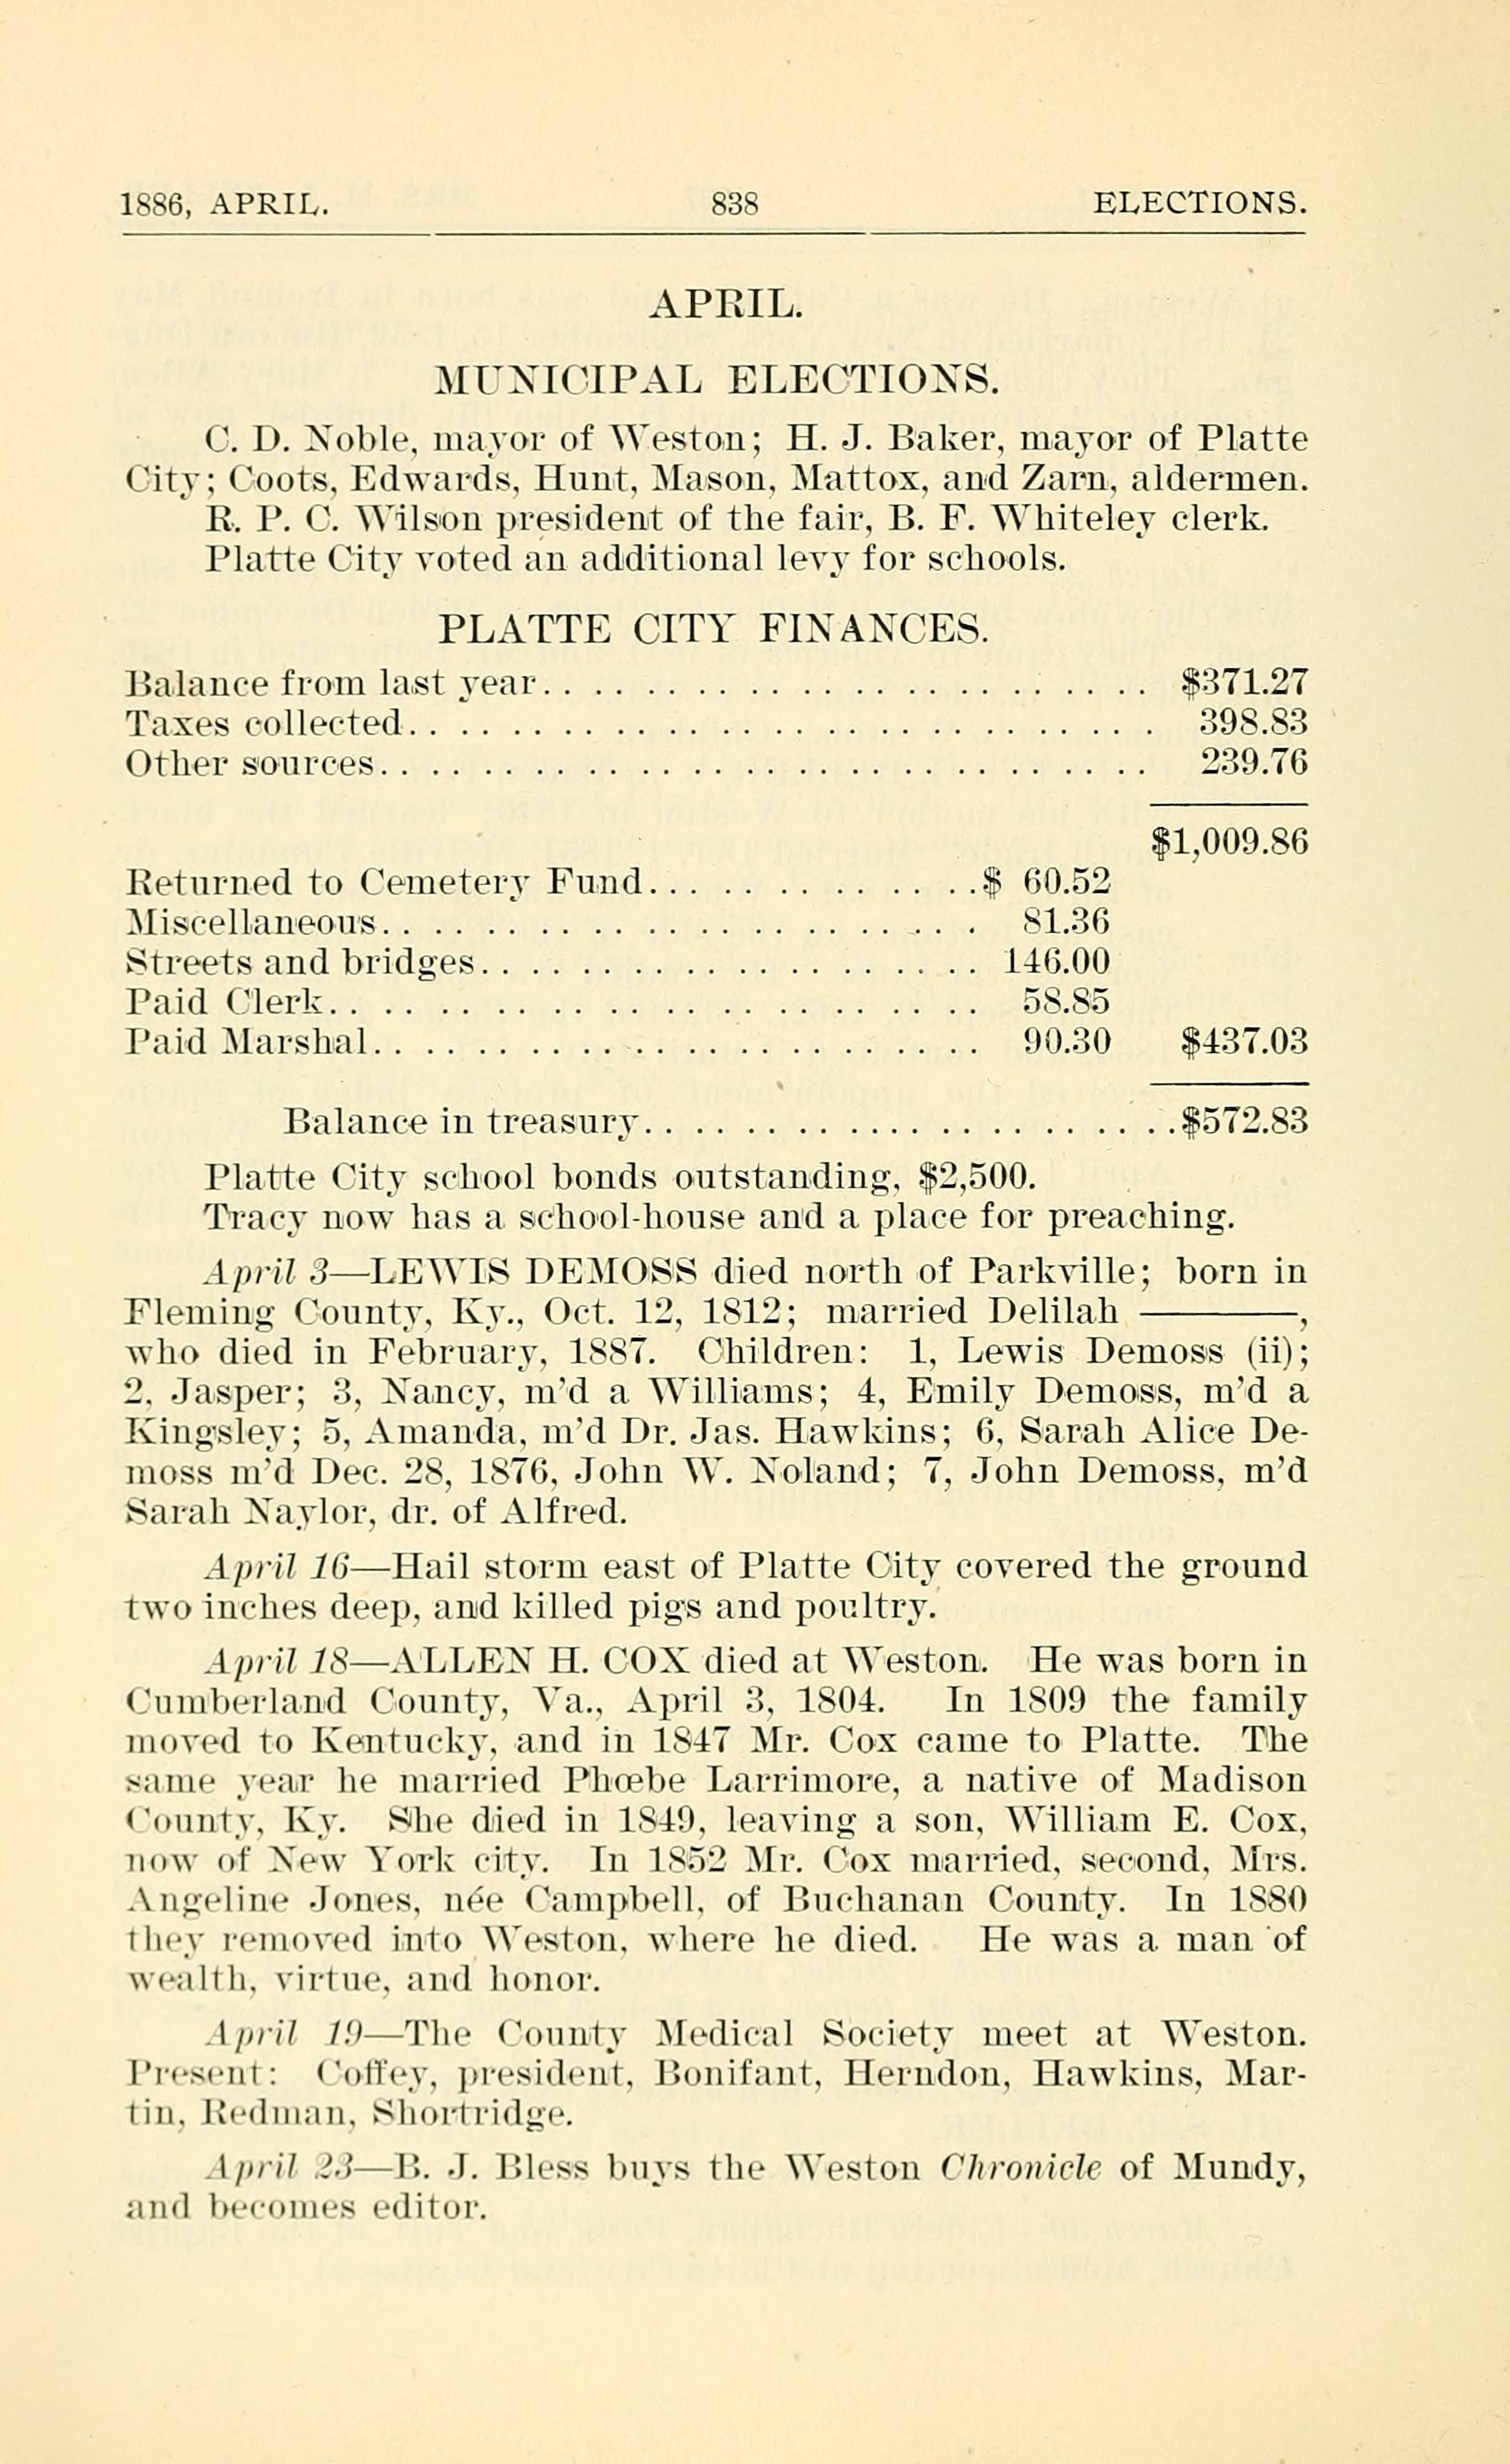 1886, APRIL. 838 ELECTIONS.
APRIL.
MUNICIPAL ELECTIONS.
C. D. Noble, mayor of Weston; H. J. Baker, mayor of Platte
City; Coots, Edwards, Hunt, Mason, Mattox, and Zarn, aldermen.
R. P. C. Wilson president of the fair, B. F. Whiteley clerk.
Platte City voted an additional levy for schools.
PLATTE CITY FINANCES.
Balance from last year. . . . . . . . . . . . . . . . . . . . . . . . $371.27
Taxes collected. . . . . . . . . . . . . . . . . . . . . . . . . . . . . 398.83
Other sources. . . . . . . . . . . . . . . . . . . . . . . . . . . . . . 239.76
$1,009.86
Returned to Cemetery Fund. . . . . . . . . . . . . . $ 60.52
Miscellaneous. . . . . . . . . . . . . . . . . . . . . . . . 81.36
Streets and bridges. . . . . . . . . . . . . . . . . . . . 146.00
Paid Clerk. . . . . . . . . . . . . . . . . . . . . . . . . . 58.85
Paid Marshal. . . . . . . . . . . . . . . . . . . . . . . . 90.30 $437.03
Balance in treasury. . . . . . . . . . . . . . . . . . . . . $572.83
Platte City school bonds outstanding, $2,500.
Tracy now has a school-house and a place for preaching.
April 3—LEWIS DEMOSS died north of Parkville; born in
Fleming County, Ky., Oct. 12, 1812; married Delilah ———,
who died in February, 1887. Children: 1, Lewis Demoss (ii);
2, Jasper; 3, Nancy, m'd a Williams; 4, Emily Demoss, m'd a
Kingsley; 5, Amanda, m'd Dr. Jas. Hawkins; 6, Sarah Alice De-
moss m'd Dec. 28, 1876, John W. Noland; 7, John Demoss, m'd
Sarah Naylor, dr. of Alfred.
April 16—Hail storm east of Platte City covered the ground
two inches deep, and killed pigs and poultry.
April 18—ALLEN H. COX died at Weston. He was born in
Cumberland County, Va., April 3, 1804. In 1809 the family
moved to Kentucky, and in 1847 Mr. Cox came to Platte. The
same year he married Phœbe Larrimore, a native of Madison
County, Ky. She died in 1849, leaving a son, William E. Cox,
now of New York city. In 1852 Mr. Cox married, second, Mrs.
Angeline Jones, née Campbell, of Buchanan County. In 1880
they removed into Weston, where he died. He was a man of
wealth, virtue, and honor.
April 19—The County Medical Society meet at Weston.
Present: Coffey, president, Bonifant, Herndon, Hawkins, Mar-
tin, Redman, Shortridge.
April 23—B. J. Bless buys the Weston Chronicle of Mundy,
and becomes editor.